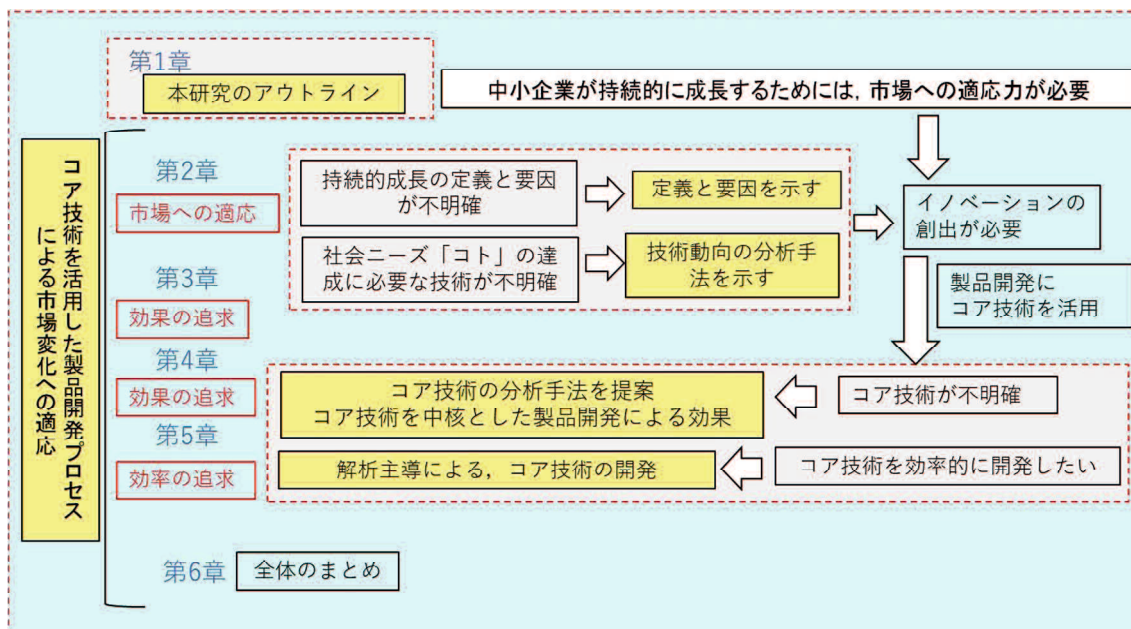 第1章
本研究のアウトライン
中小企業が持続的に成長するためには，市場への適応力が必要
コア技術を活用した製品開発プロセス
による市場変化への適応
第2章
市場への適応
持続的成長の定義と要因
が不明確
定義と要因を示す
社会ニーズ「コト」の達
成に必要な技術が不明確
技術動向の分析手
法を示す
イノベーションの
創出が必要
第3章
効果の追求
製品開発に
コア技術を活用
第4章
効果の追求
コア技術の分析手法を提案
コア技術を中核とした製品開発による効果
コア技術が不明確
第5章
効率の追求
解析主導による，コア技術の開発
コア技術を効率的に開発したい
第6章
全体のまとめ